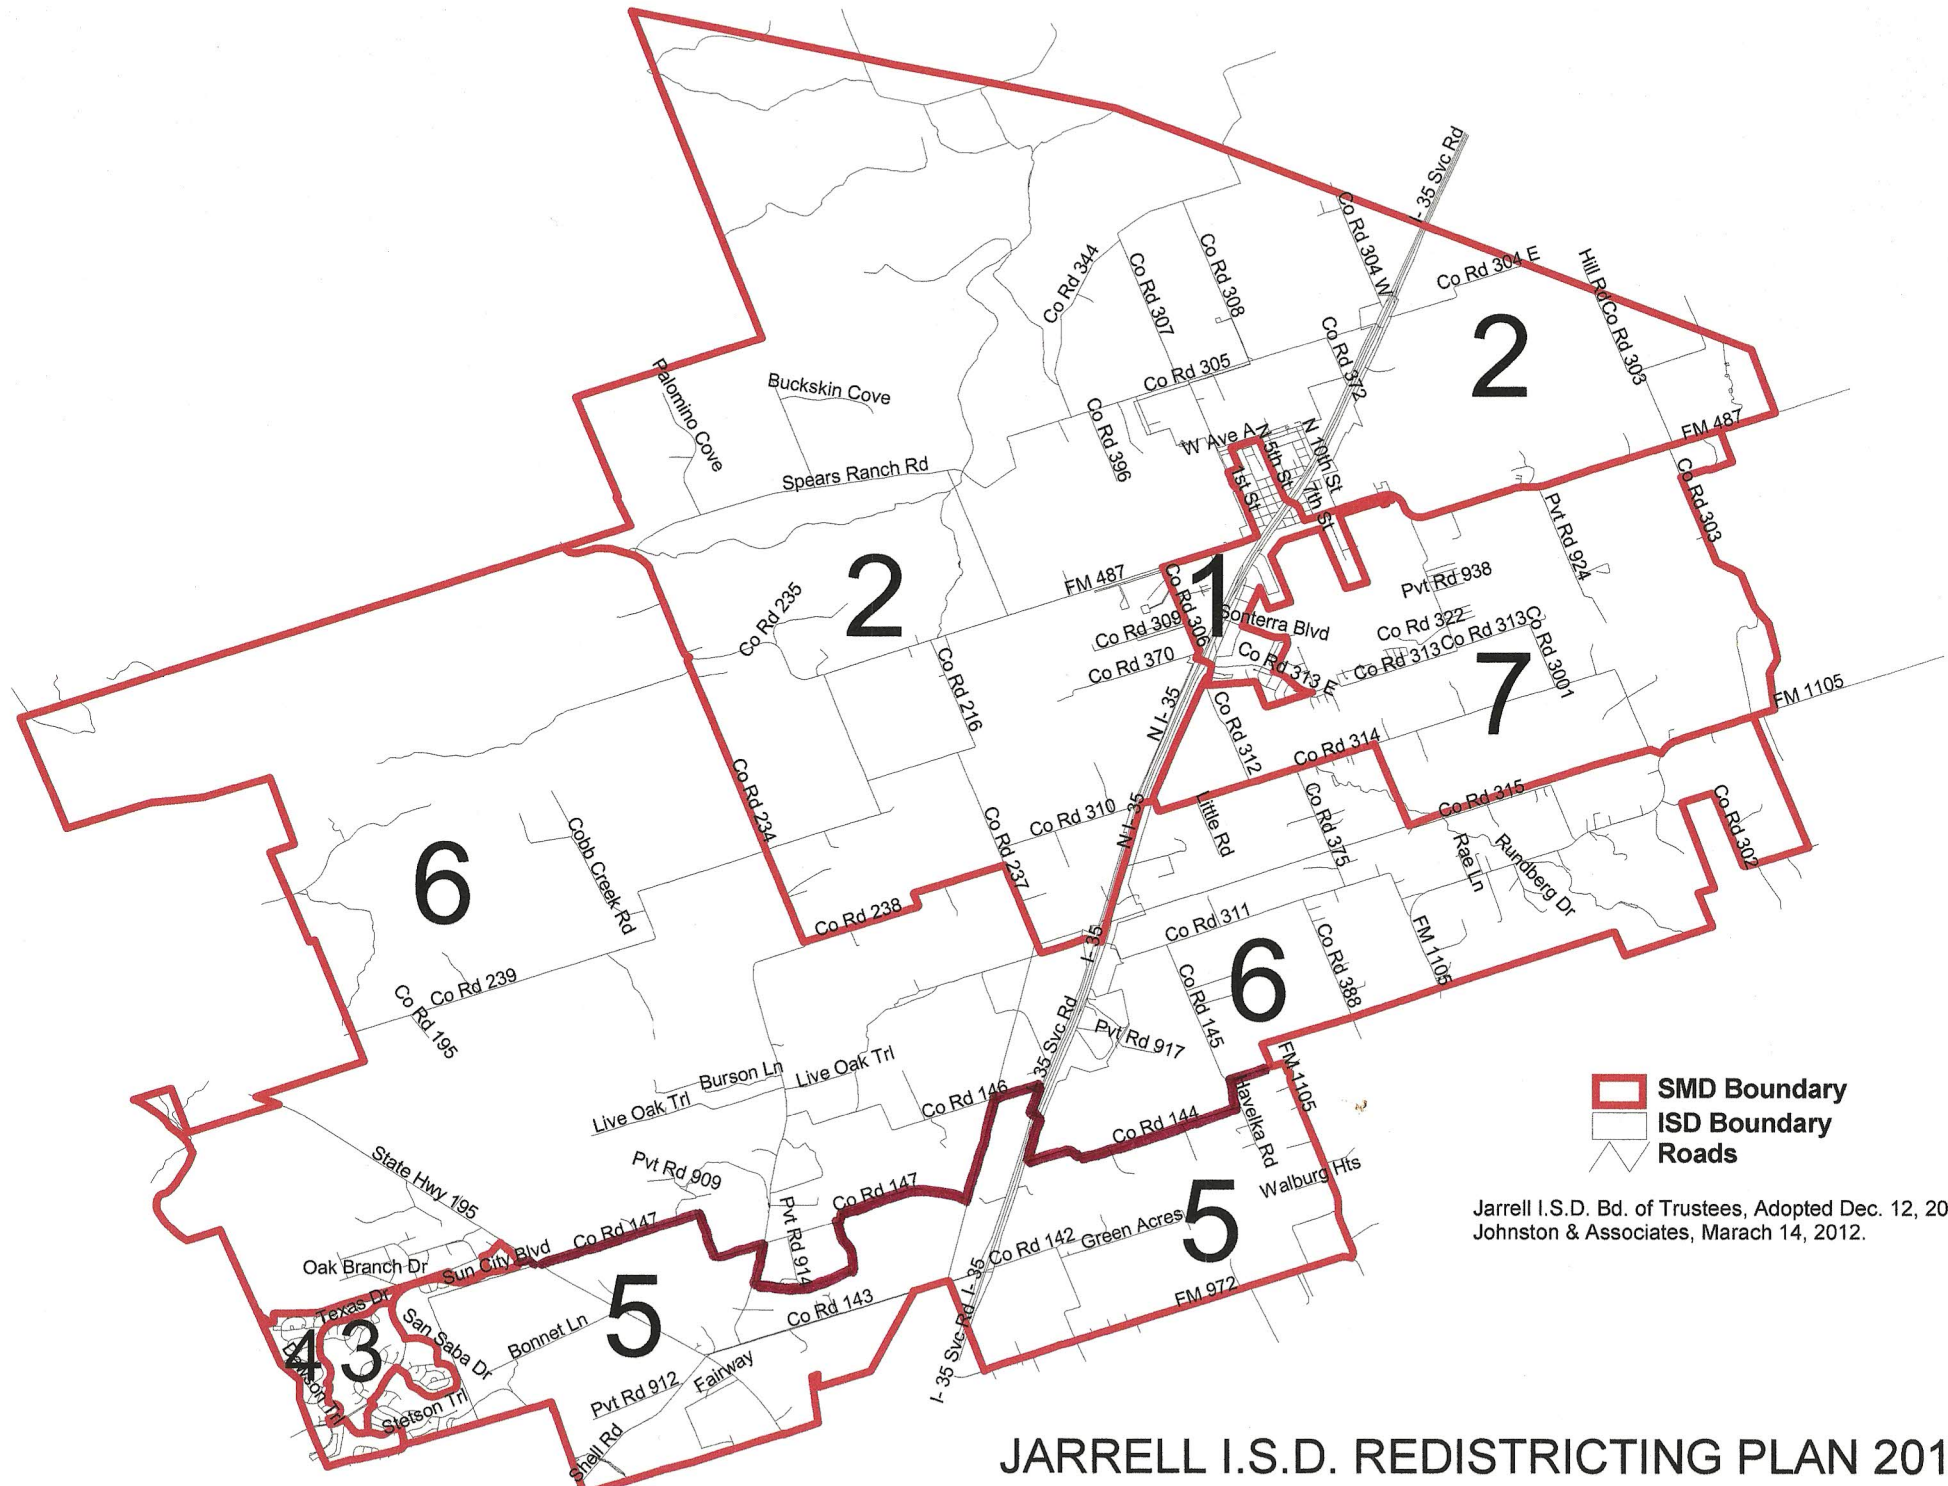 I- 35 Svc Rd
Co Rd 304 W
Co Rd 304 E
Hill Rd
Co Rd 303
Co Rd 344
Co Rd 307
Co Rd 308
Co Rd 372
2
Co Rd 305
Palomino Cove
Buckskin Cove
Co Rd 396
W Ave A
N 5th St
N 10th St
FM 487
Spears Ranch Rd
1st St
7th St
Co Rd 303
Pvt Rd 924
2
Co Rd 235
FM 487
Co Rd 306
1
Pvt Rd 938
Co Rd 309
Sonterra Blvd
Co Rd 322
Co Rd 313
Co Rd 313
Co Rd 3001
Co Rd 370
Co Rd 313 E
7
Co Rd 216
N I- 35
Co Rd 312
FM 1105
Co Rd 314
Co Rd 234
Co Rd 310
Co Rd 237
N I- 35
Little Rd
Co Rd 375
Co Rd 315
Co Rd 302
6
Cobb Creek Rd
Rae Ln
Rundberg Dr
Co Rd 238
Co Rd 311
I- 35
FM 1105
Co Rd 388
6
Co Rd 239
Co Rd 195
Co Rd 145
35 Svc Rd
Pvt Rd 917
Burson Ln
Live Oak Trl
Live Oak Trl
Co Rd 146
FM 1105
Havelka Rd
Co Rd 144
SMD Boundary
ISD Boundary
Roads
State Hwy 195
Pvt Rd 909
Co Rd 147
Walburg Hts
Pvt Rd 914
Co Rd 147
5
Green Acres
Co Rd 142
Jarrell I.S.D. Bd. of Trustees, Adopted Dec. 12, 20
Johnston & Associates, Marach 14, 2012.
Oak Branch Dr
Sun City Blvd
Texas Dr
I- 35
FM 972
Co Rd 143
5
4
3
San Saba Dr
Bonnet Ln
Dawson Trl
Pvt Rd 912
Fairway
I- 35 Svc Rd
Stetson Trl
Shell Rd
JARRELL I.S.D. REDISTRICTING PLAN 201